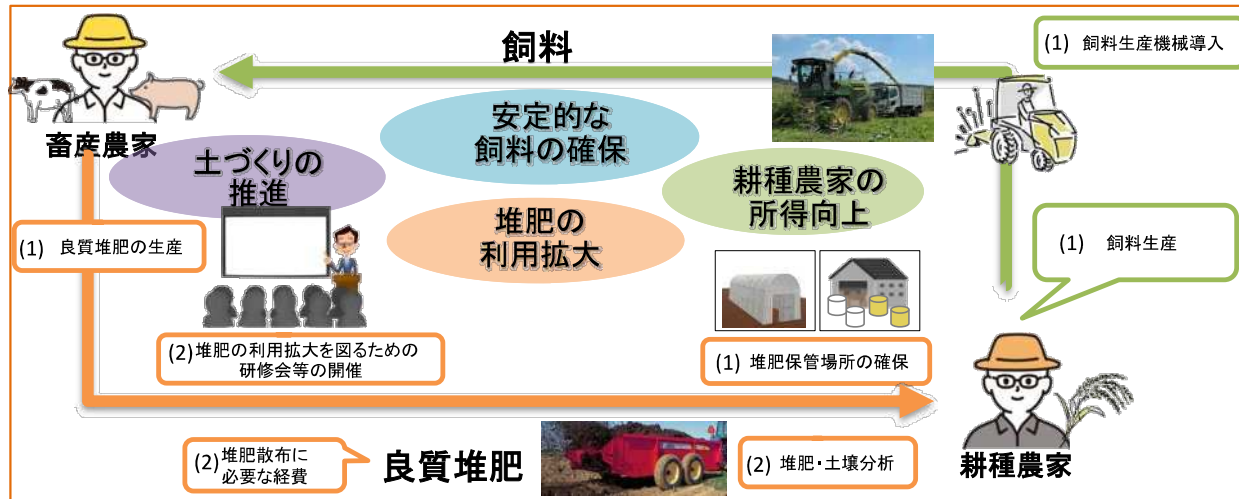 飼料
(1) 飼料生産機械導入
安定的な
飼料の確保
畜産農家
土づくりの
推進
耕種農家の
所得向上
堆肥の
利用拡大
(1) 良質堆肥の生産
(1) 飼料生産
(2) 堆肥の利用拡大を図るための
研修会等の開催
(1) 堆肥保管場所の確保
(2) 堆肥散布に
必要な経費
良質堆肥
(2) 堆肥・土壌分析
耕種農家